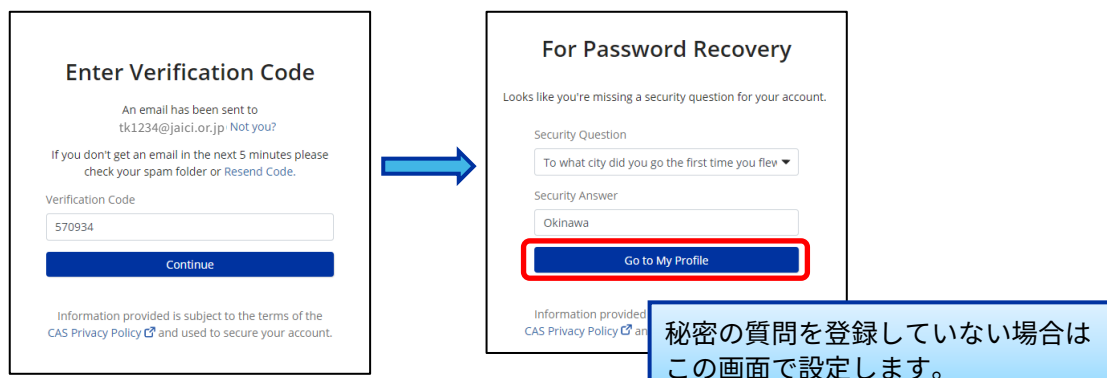 Enter Verification Code
An email has been sent to
tk1234@jaici.or.jp Not you?
If you don't get an email in the next 5 minutes please
check your spam folder or Resend Code.
Verification Code
570934
Continue
Information provided is subject to the terms of the
CAS Privacy Policy and used to secure your account.
For Password Recovery
Looks like you're missing a security question for your account.
Security Question
To what city did you go the first time you flew
Security Answer
Okinawa
Go to My Profile
Information provided
CAS Privacy Policy
秘密の質問を登録していない場合は
この画面で設定します。